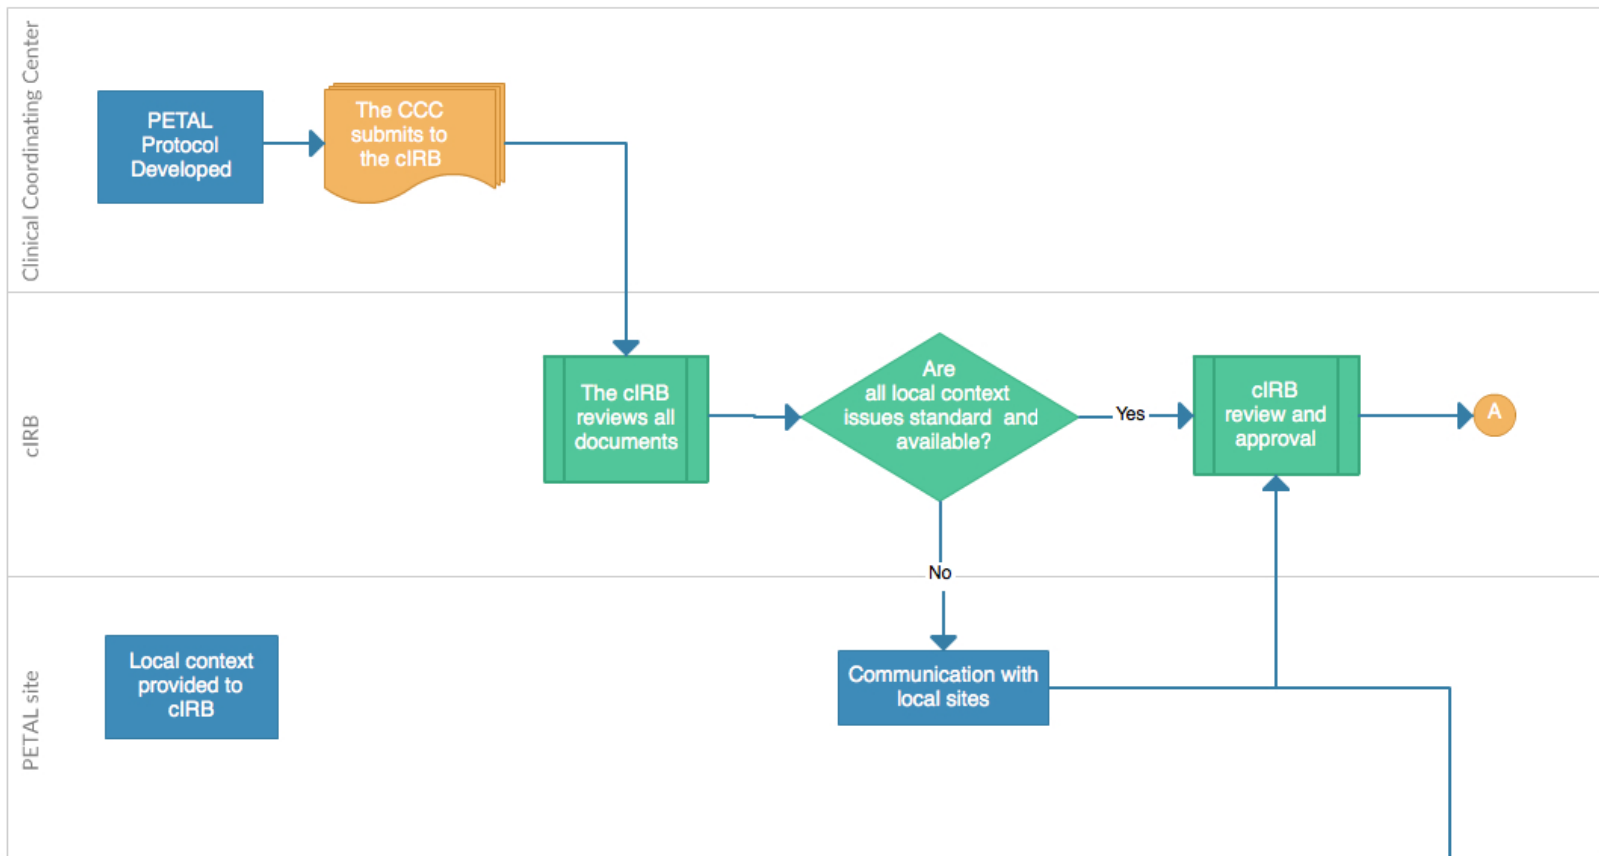 Clinical Coordinating Center
PETAL
Protocol
Developed
The CCC
submits to
the cIRB
cIRB
The cIRB
reviews all
documents
Are
all local context
issues standard and
available?
Yes
cIRB
review and
approval
A
No
PETAL site
Local context
provided to
cIRB
Communication with
local sites